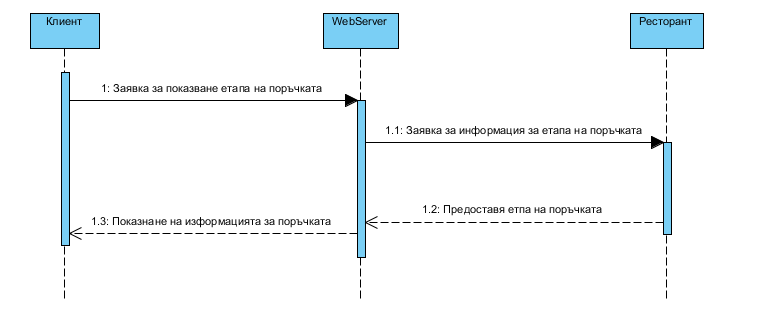 Клиент
WebServer
Ресторант
1: Заявка за показване етапа на поръчката
1.1: Заявка за информация за етапа на поръчката
1.2: Предоставя етпа на поръчката
1.3: Показнане на изформацията за поръчката